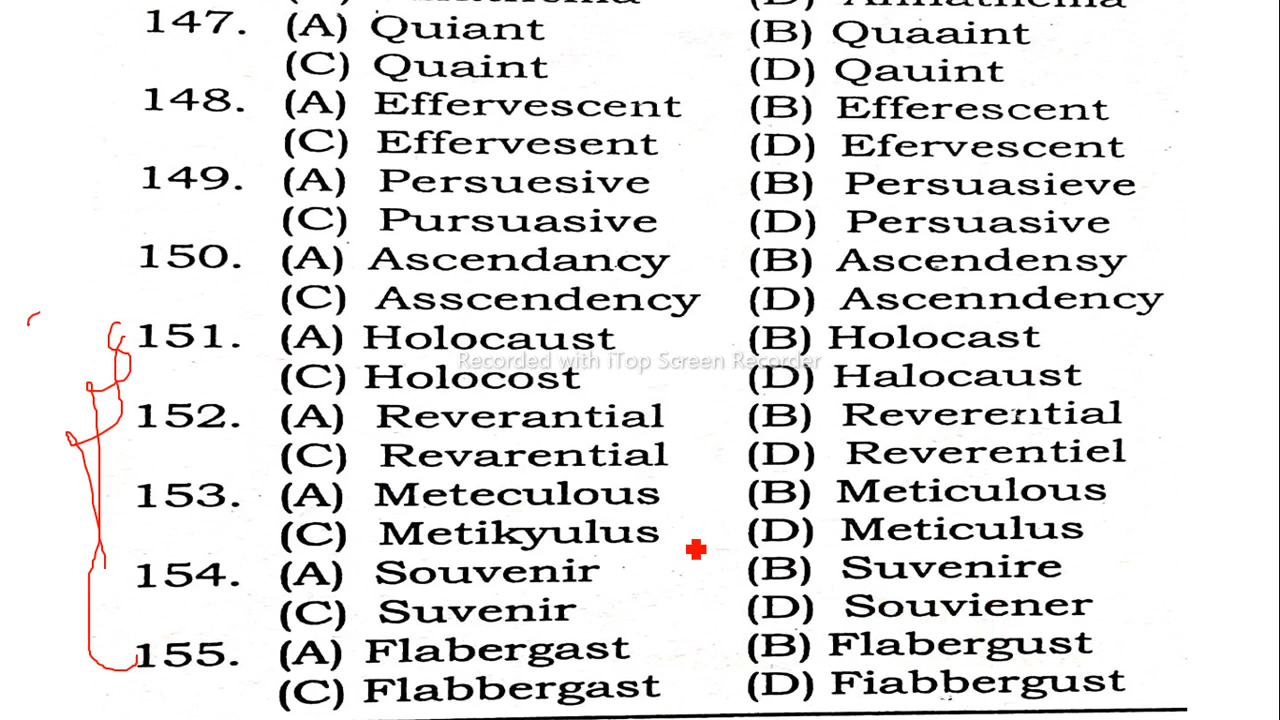 147. (A) Quiant (B) Quaaint
(C) Quaint (D) Qauint
148. (A) Effervescent (B) Efferescent
(C) Effervesent (D) Efervescent
149. (A) Persuesive (B) Persuasieve
(C) Pursuasive (D) Persuasive
150. (A) Ascendancy (B) Ascendensy
(C) Asscendency (D) Ascenndency
151. (A) Holocaust (B) Holocast
Recorded with iTop Screen Recorder
(C) Holocost (D) Halocaust
152. (A) Reverantial (B) Reverential
(C) Revarential (D) Reverentiel
153. (A) Meteculous (B) Meticulous
(C) Metikyulus (D) Meticulus
154. (A) Souvenir (B) Suvenire
(C) Suvenir (D) Souviener
155. (A) Flabergast (B) Flabergust
(C) Flabbergast (D) Fiabbergust